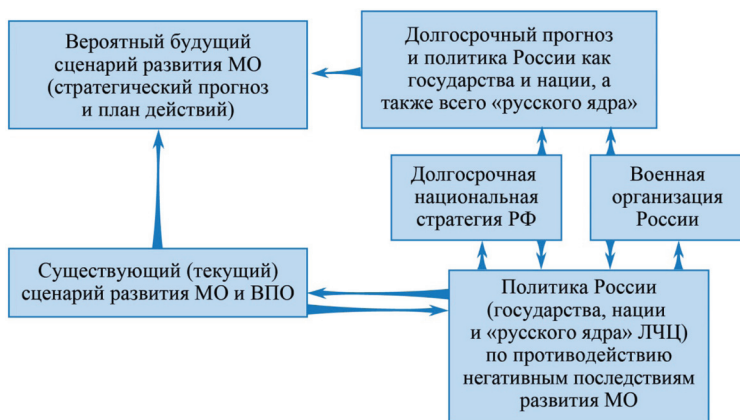 Вероятный будущий
сценарий развития МО
(стратегический прогноз
и план действий)
Долгосрочный прогноз
и политика России как
государства и нации, а
также всего «русского ядра»
Долгосрочная
национальная
стратегия РФ
Военная
организация
России
Существующий (текущий)
сценарий развития МО и ВПО
Политика России
(государства, нации
и «русского ядра» ЛЧЦ)
по противодействию
негативным последствиям
развития МО